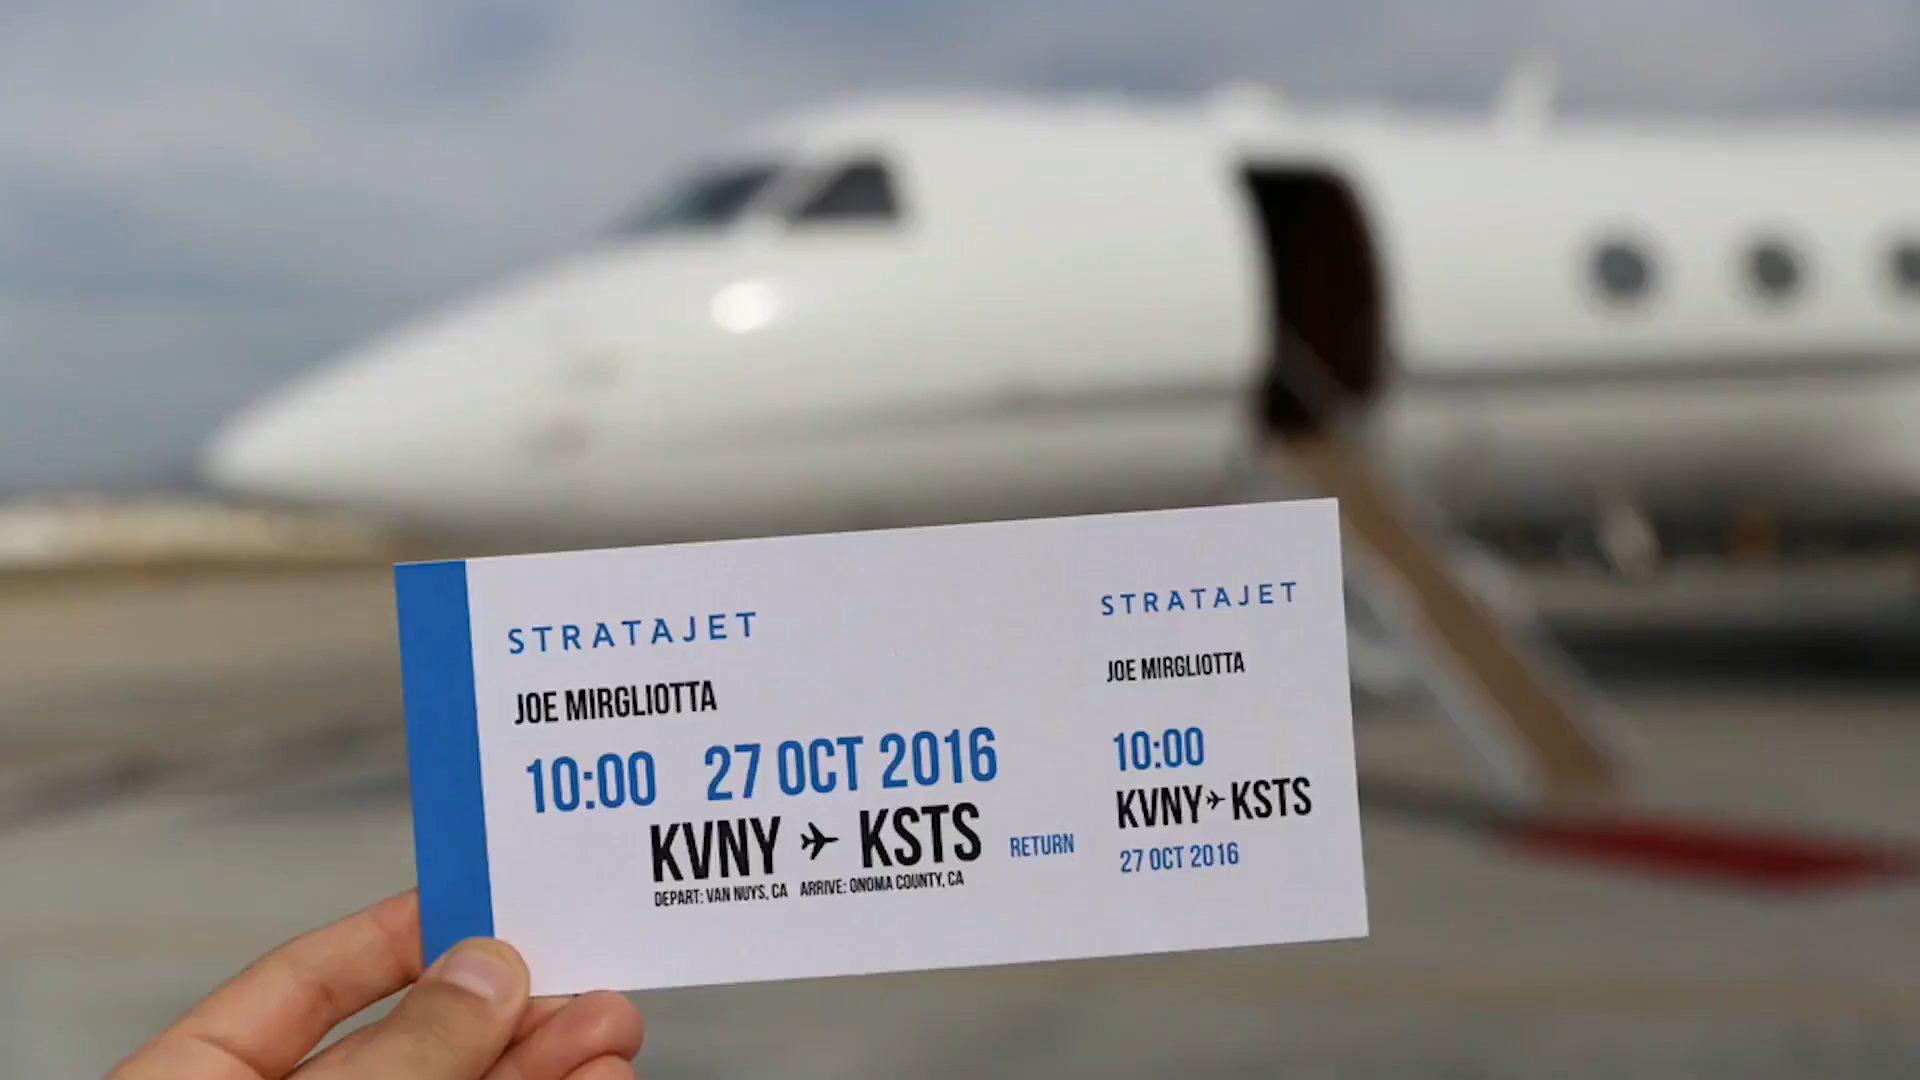 STRATAJET
JOE MIRGLIOTTA
10:00 27 OCT 2016
KVNY KSTS RETURN
DEPART: VAN NUYS, CA ARRIVE: ONOMA COUNTY, CA
STRATAJET
JOE MIRGLIOTTA
10:00
KVNY KSTS
27 OCT 2016